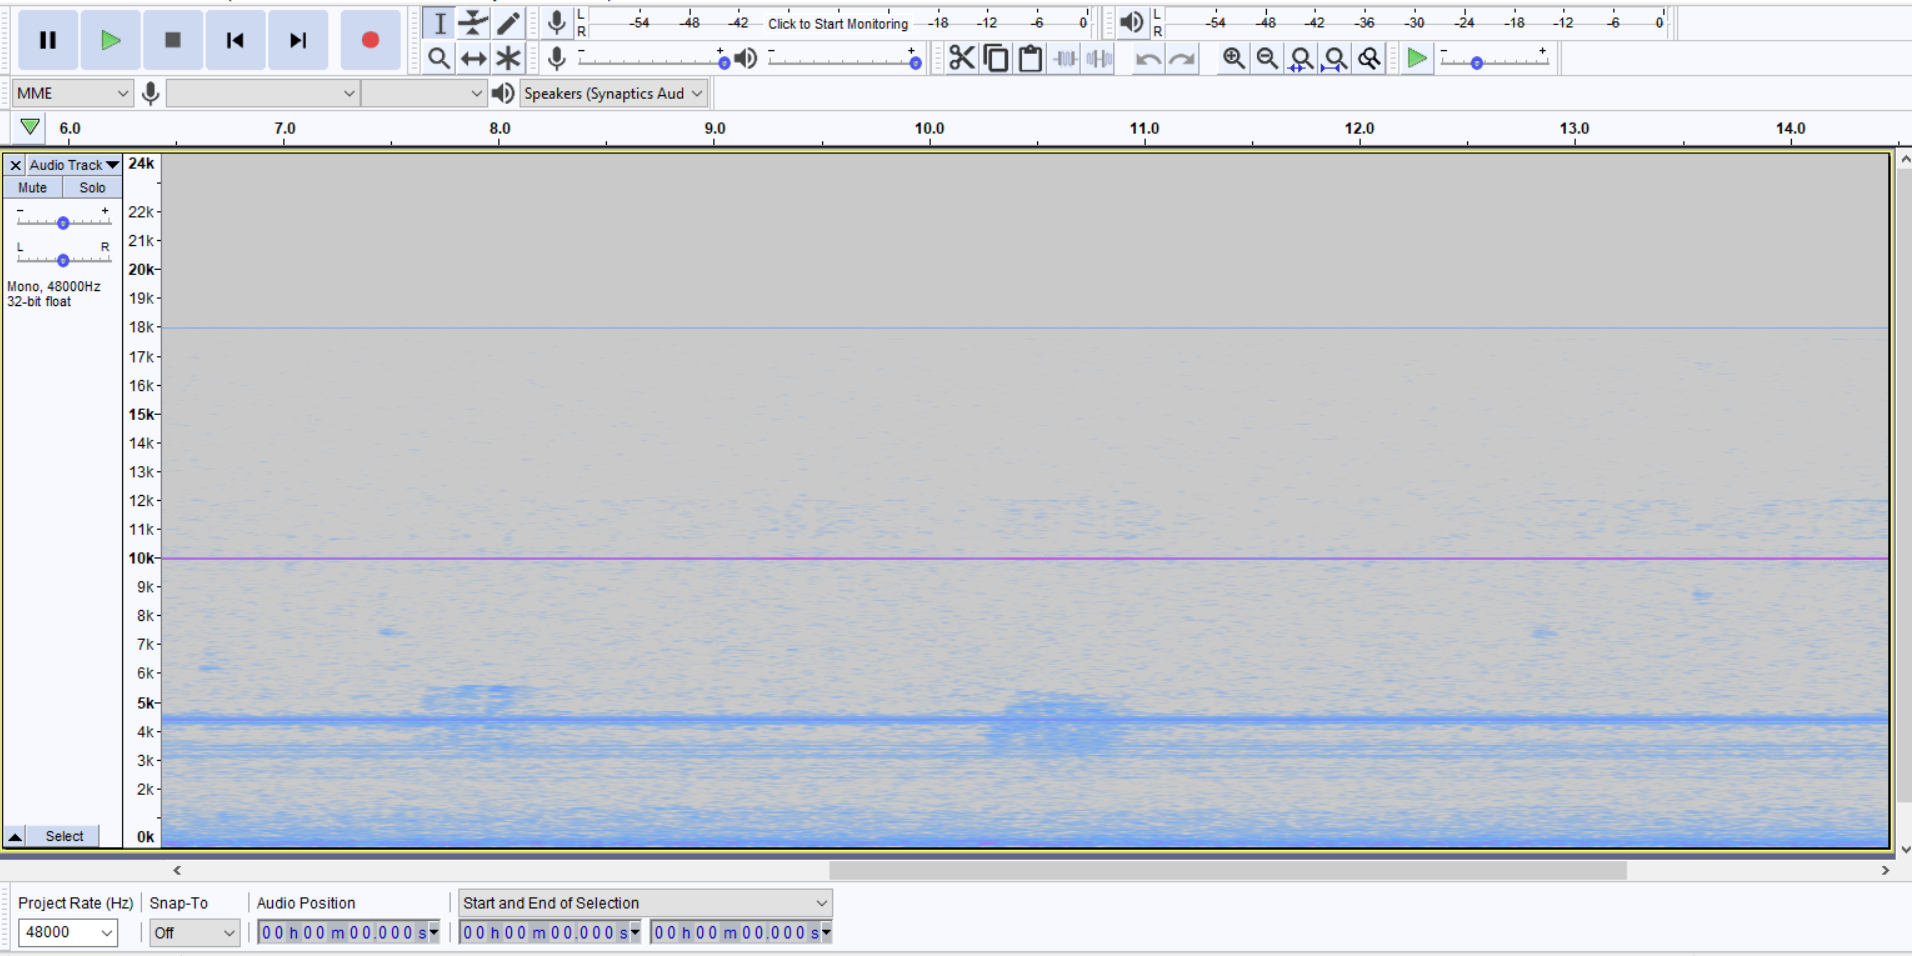 L
R
-54 -48 -42 Click to Start Monitoring -18 -12 -6 0
L
R
-54 -48 -42 -36 -30 -24 -18 -12 -6 0
- +
- +
- +
MME
Speakers (Synaptics Aud
6.0 7.0 8.0 9.0 10.0 11.0 12.0 13.0 14.0
X Audio Track
Mute Solo
- +
L R
Mono, 48000Hz
32-bit float
Select
24k
22k
21k
20k
19k
18k
17k
16k
15k
14k
13k
12k
11k
10k
9k
8k
7k
6k
5k
4k
3k
2k
0k
Project Rate (Hz) Snap-To Audio Position Start and End of Selection
48000 Off 00 h 00 m 00.000 s 00 h 00 m 00.000 s 00 h 00 m 00.000 s